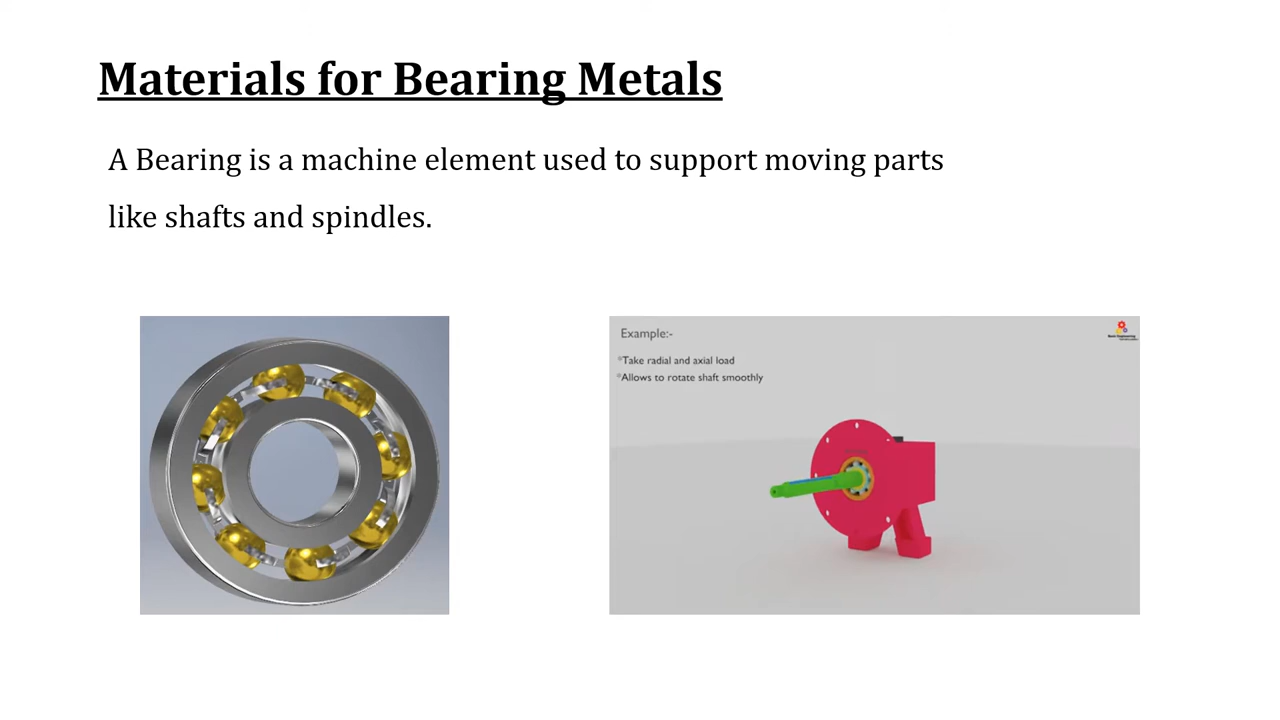 Materials for Bearing Metals
A Bearing is a machine element used to support moving parts
like shafts and spindles.
Example:-
*Take radial and axial load
*Allows to rotate shaft smoothly